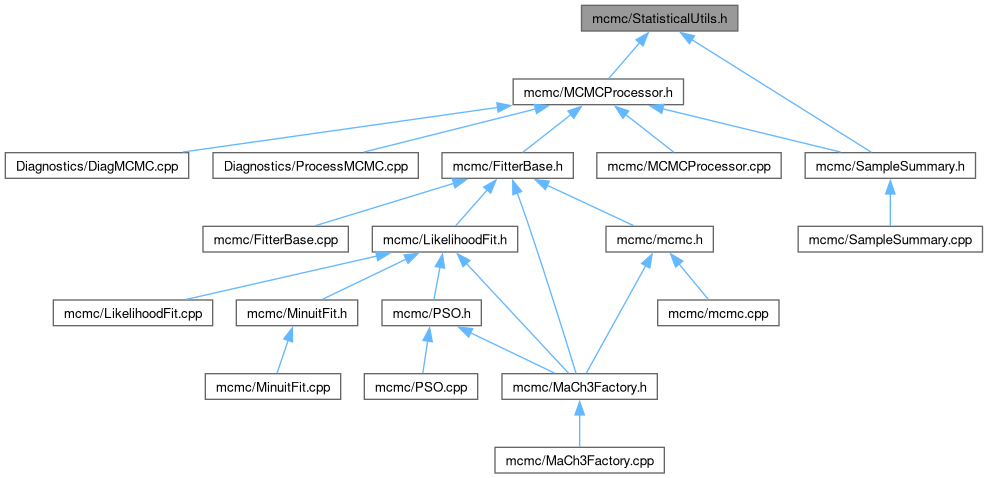 mcmc/StatisticalUtils.h
mcmc/MCMCProcessor.h
Diagnostics/DiagMCMC.cpp
Diagnostics/ProcessMCMC.cpp
mcmc/FitterBase.h
mcmc/MCMCProcessor.cpp
mcmc/SampleSummary.h
mcmc/FitterBase.cpp
mcmc/LikelihoodFit.h
mcmc/mcmc.h
mcmc/SampleSummary.cpp
mcmc/LikelihoodFit.cpp
mcmc/MinuitFit.h
mcmc/PSO.h
mcmc/mcmc.cpp
mcmc/MinuitFit.cpp
mcmc/PSO.cpp
mcmc/MaCh3Factory.h
mcmc/MaCh3Factory.cpp